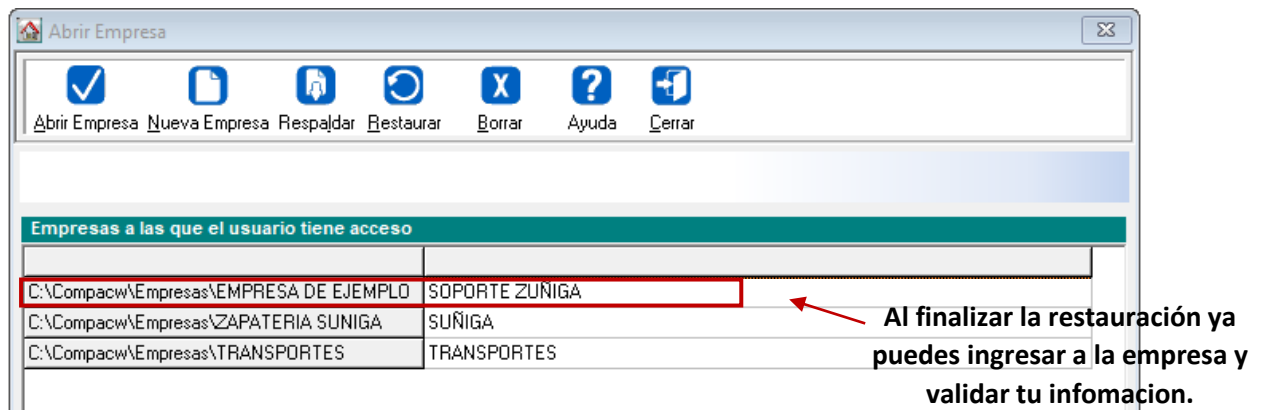 Abrir Empresa
Abrir Empresa Nueva Empresa Respaldar Restaurar Borrar Ayuda Cerrar
Empresas a las que el usuario tiene acceso
C:\Compacw\Empresas\EMPRESA DE EJEMPLO SOPORTE ZUÑIGA
C:\Compacw\Empresas\ZAPATERIA SUNIGA SUÑIGA
C:\Compacw\Empresas\TRANSPORTES TRANSPORTES
Al finalizar la restauración ya
puedes ingresar a la empresa y
validar tu infomacion.